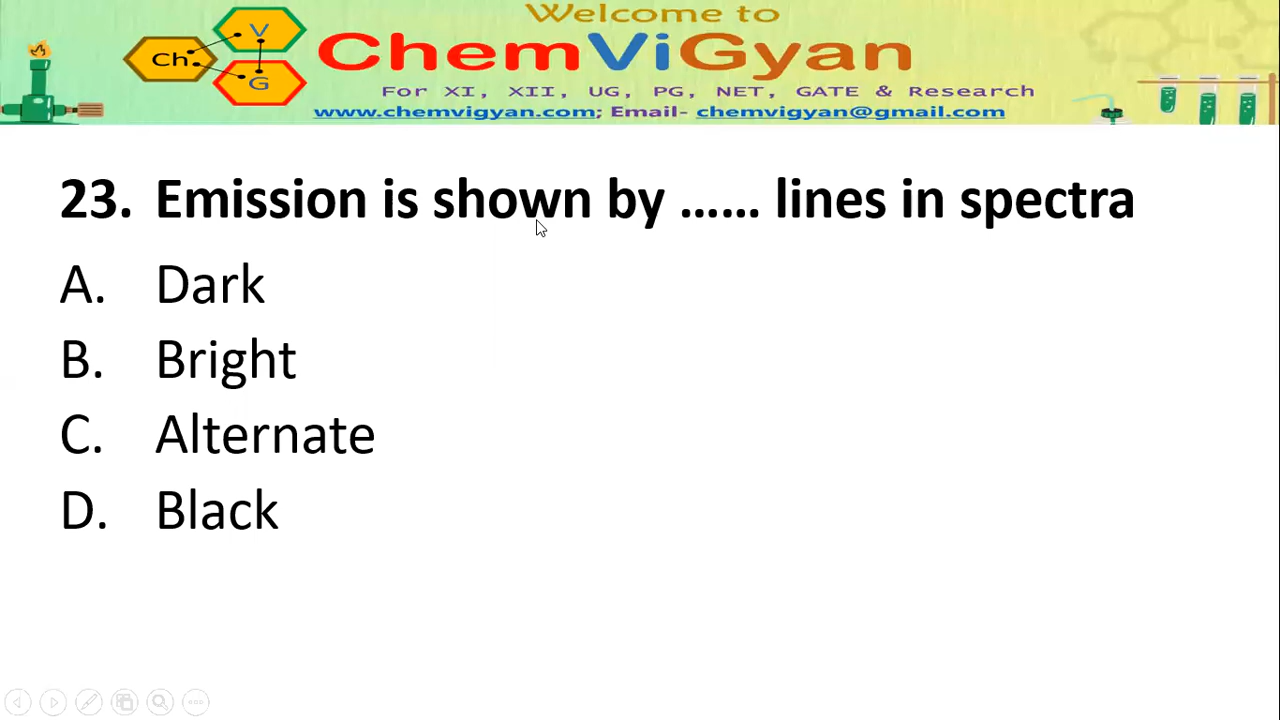 Welcome to
Ch
V
G
ChemViGyan
For XI, XII, UG, PG, NET, GATE & Research
www.chemvigyan.com; Email- chemvigyan@gmail.com
23. Emission is shown by ...... lines in spectra
A. Dark
B. Bright
C. Alternate
D. Black